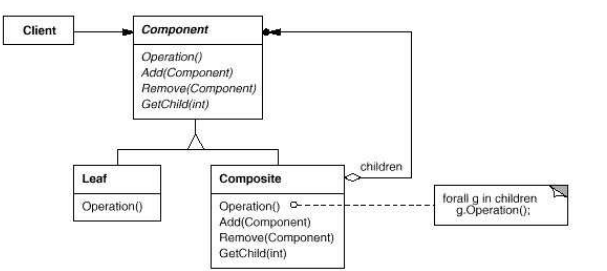 Client
Component
Operation()
Add(Component)
Remove(Component)
GetChild(int)
Leaf
Operation()
Composite
Operation()
Add(Component)
Remove(Component)
GetChild(int)
children
forall g in children
g.Operation();